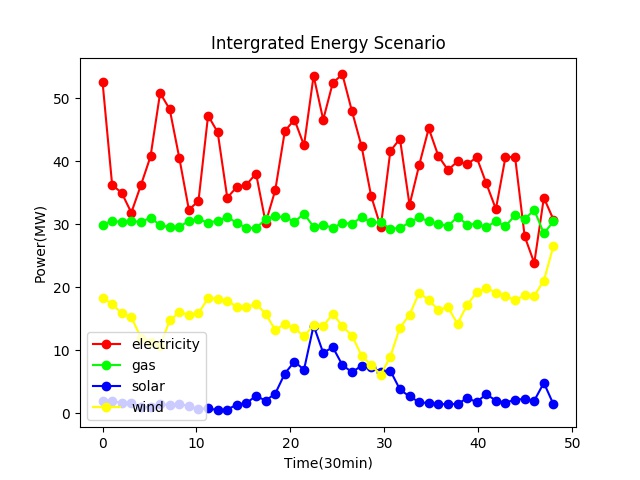 Intergrated Energy Scenario
Power(MW)
50
40
30
20
10
0
electricity
gas
solar
wind
0 10 20 30 40 50
Time(30min)